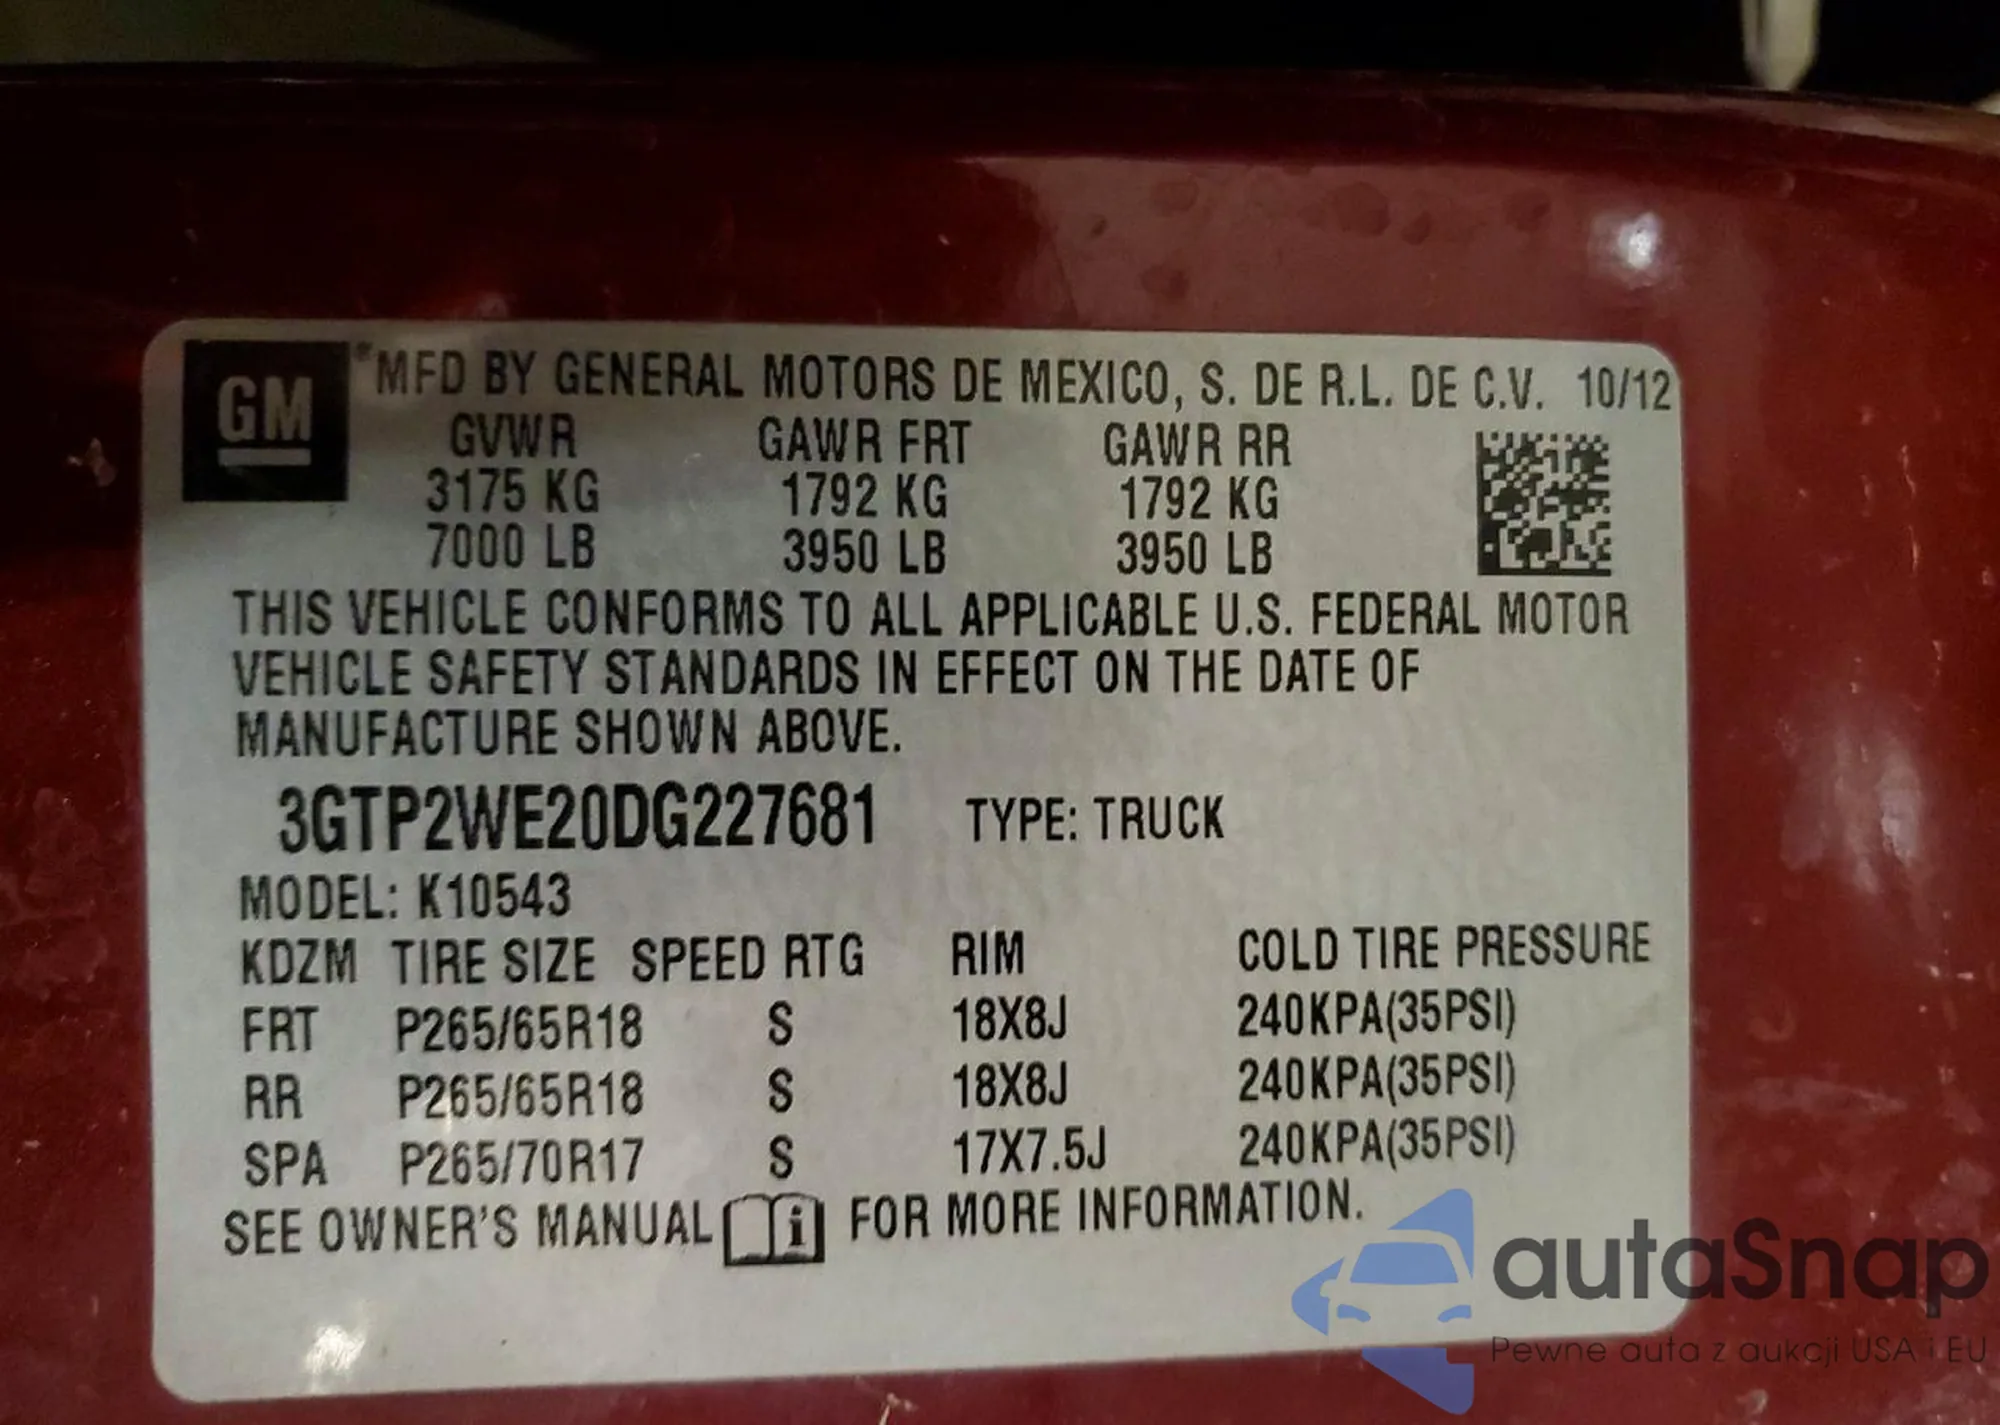 GM
*MFD BY GENERAL MOTORS DE MEXICO, S. DE R.L. DE C.V. 10/12
GVWR GAWR FRT GAWR RR
3175 KG 1792 KG 1792 KG
7000 LB 3950 LB 3950 LB
THIS VEHICLE CONFORMS TO ALL APPLICABLE U.S. FEDERAL MOTOR
VEHICLE SAFETY STANDARDS IN EFFECT ON THE DATE OF
MANUFACTURE SHOWN ABOVE.
3GTP2WE20DG227681 TYPE: TRUCK
MODEL: K10543
KDZM TIRE SIZE SPEED RTG RIM COLD TIRE PRESSURE
FRT P265/65R18 S 18X8J 240KPA(35PSI)
RR P265/65R18 S 18X8J 240KPA(35PSI)
SPA P265/70R17 S 17X7.5J 240KPA(35PSI)
SEE OWNER'S MANUAL i FOR MORE INFORMATION.
autaSnap
Pewne auta z aukcji USA i EU